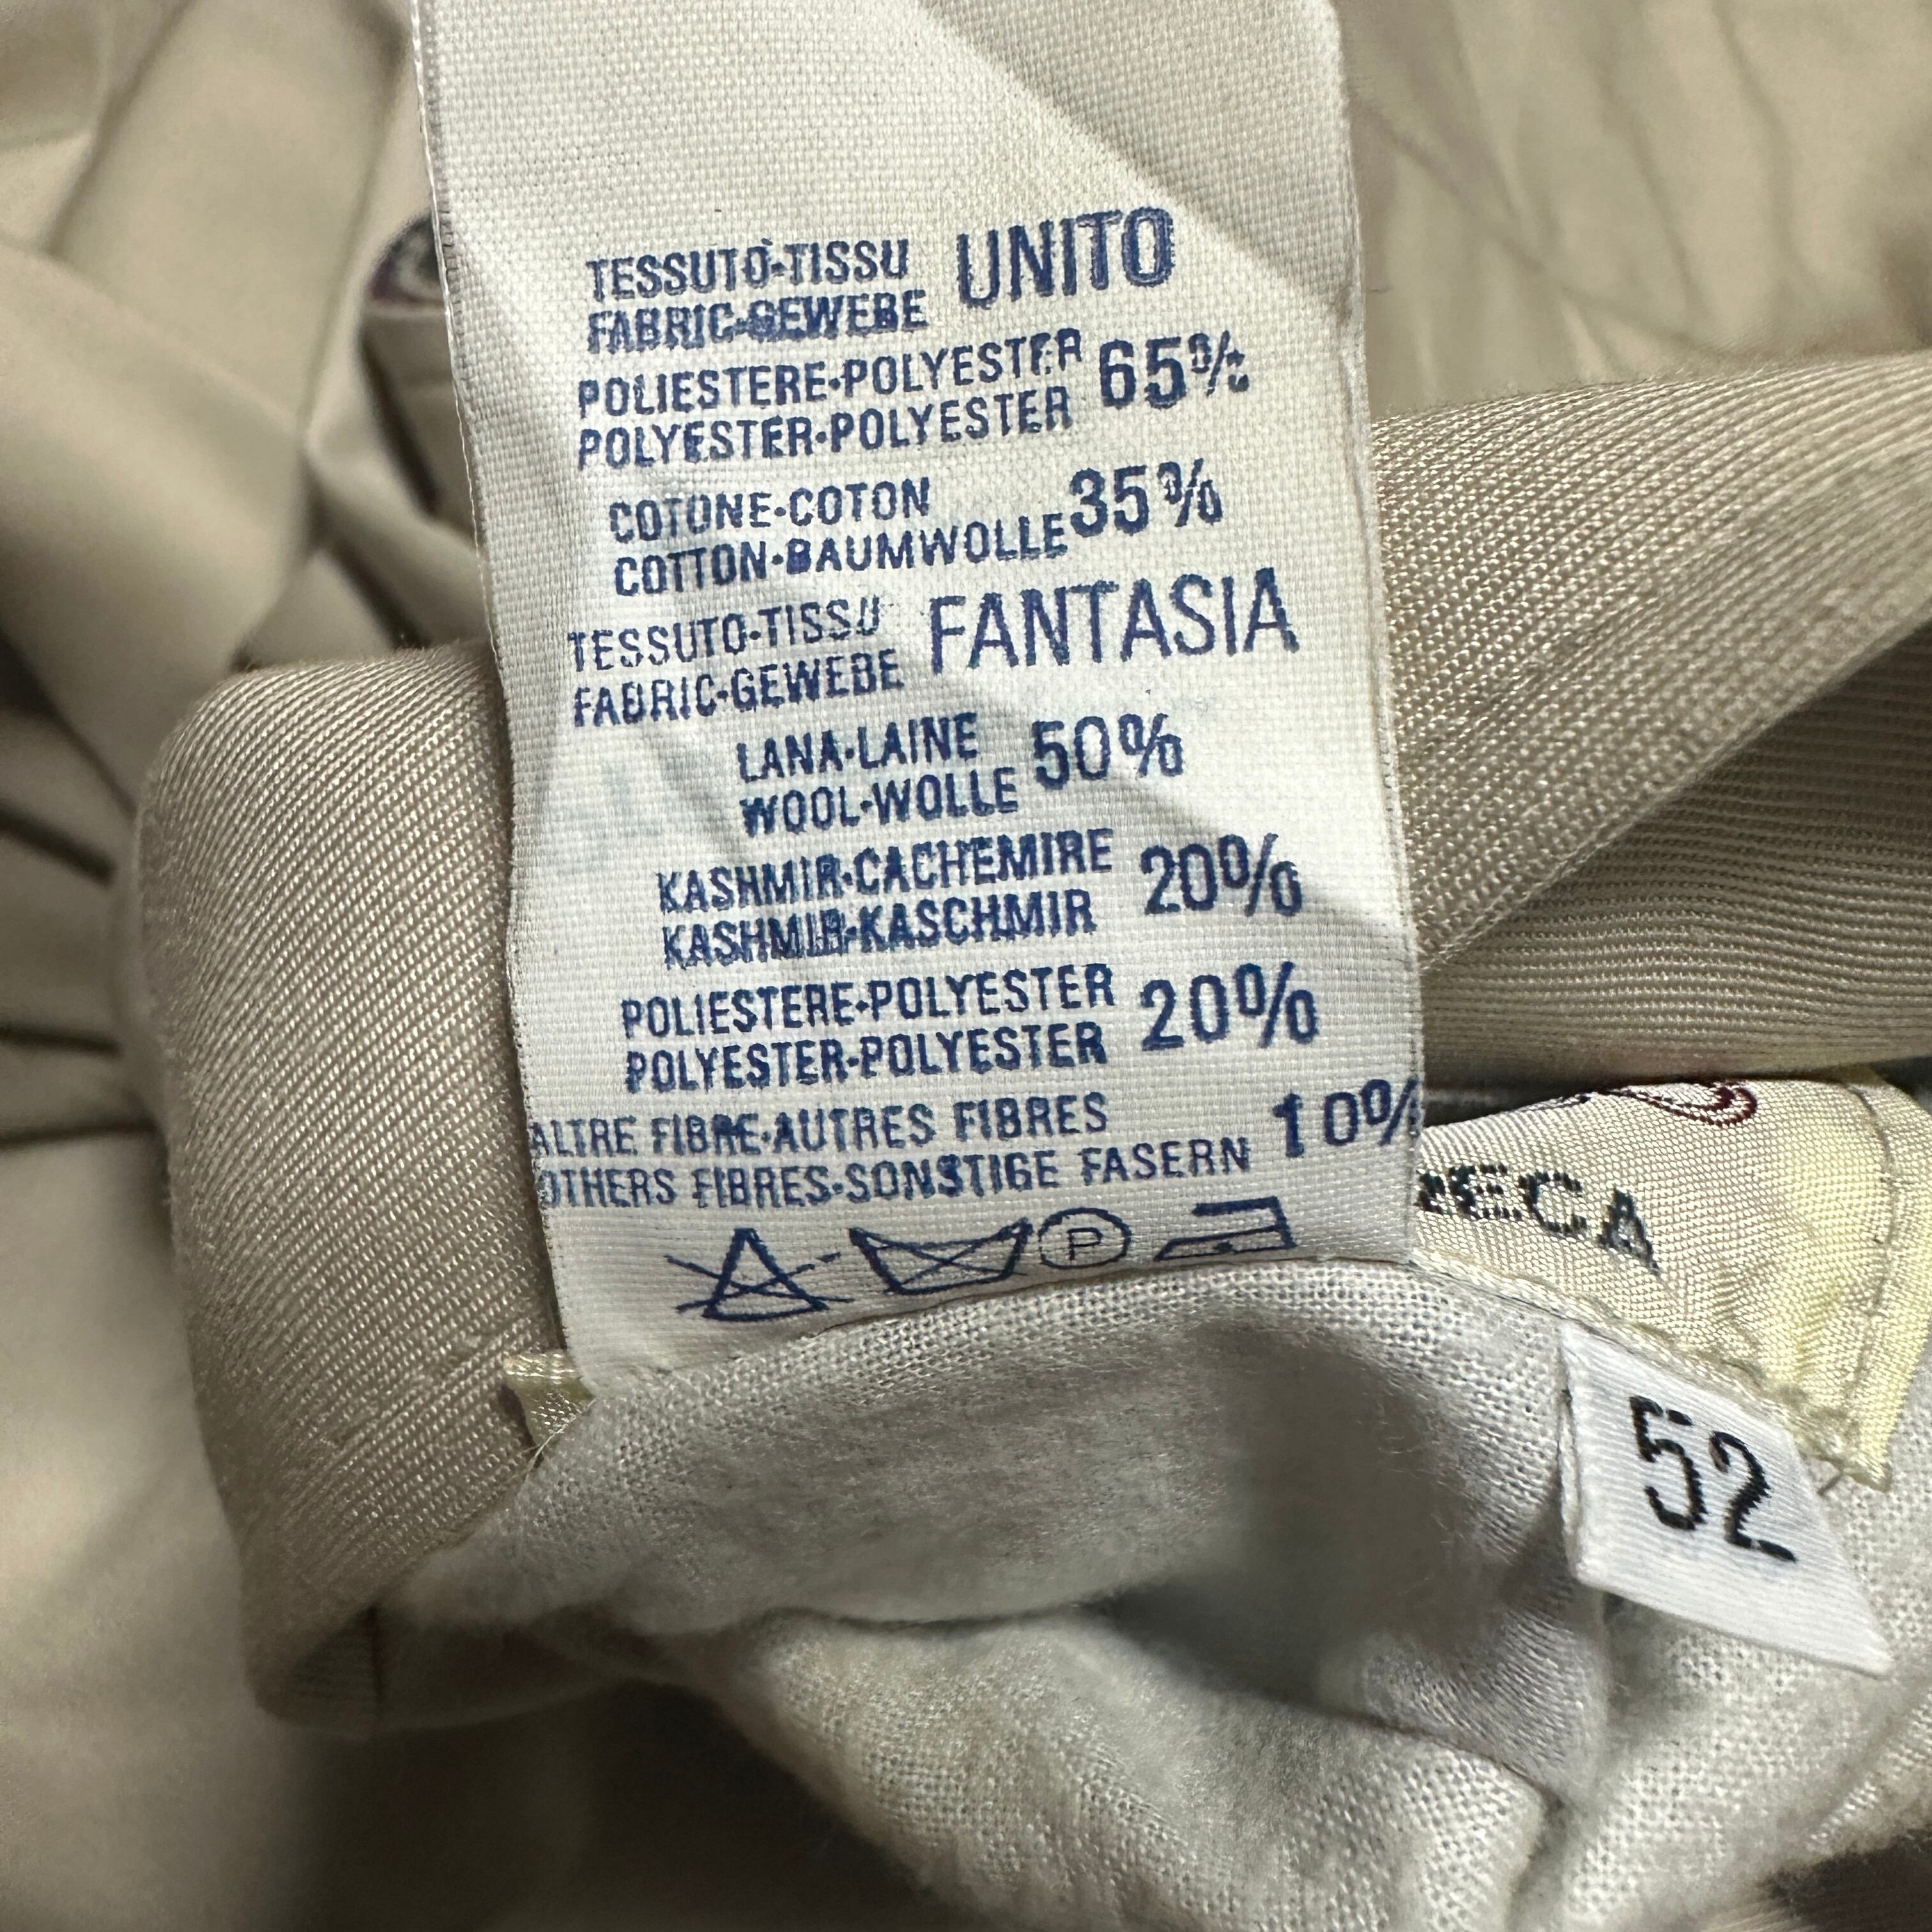 TESSUTO-TISSU UNITO
FABRIC-GEWEBE
POLIESTERE-POLYESTER 65%
POLYESTER-POLYESTER
COTONE-COTON 35%
COTTON-BAUMWOLLE
TESSUTO-TISSU FANTASIA
FABRIC-GEWEBE
LANA-LAINE 50%
WOOL-WOLLE
KASHMIR-CACHEMIRE 20%
KASHMIR-KASCHMIR
POLIESTERE-POLYESTER 20%
POLYESTER-POLYESTER
ALTRE FIBRE-AUTRES FIBRES 10%
OTHERS FIBRES-SONSTIGE FASERN
P
52